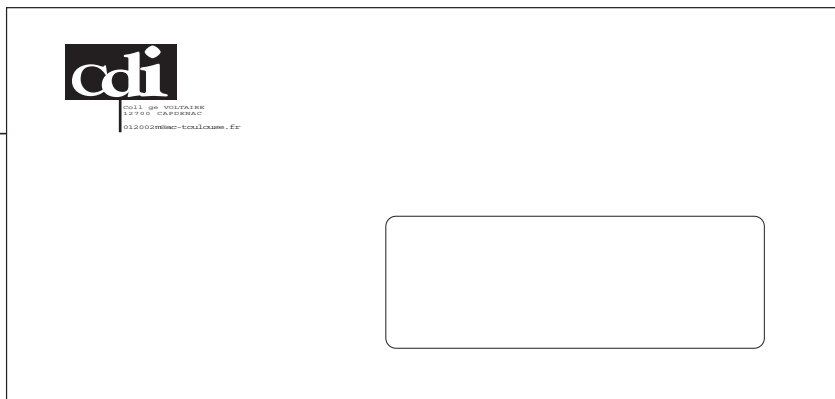 cdi
Coll ge VOLTAIRE
12700 CAPDENAC
012002m@ac-toulouse.fr